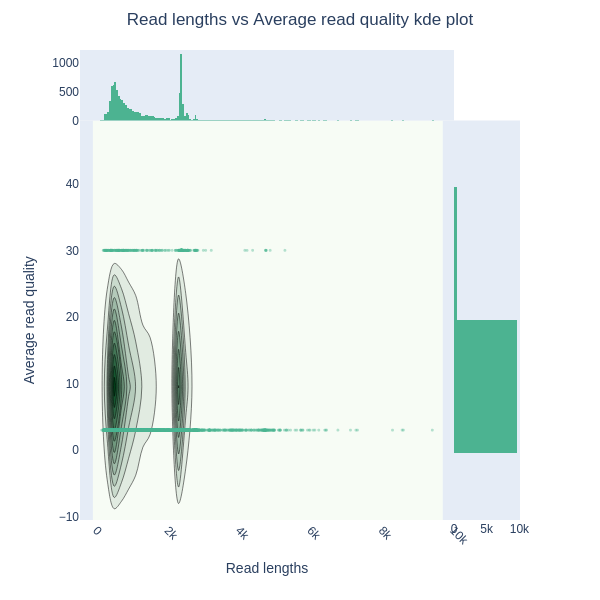 Read lengths vs Average read quality kde plot
1000
500
0
40
30
20
10
0
−10
Average read quality
0
2k
4k
6k
8k
10k
0
5k
10k
Read lengths